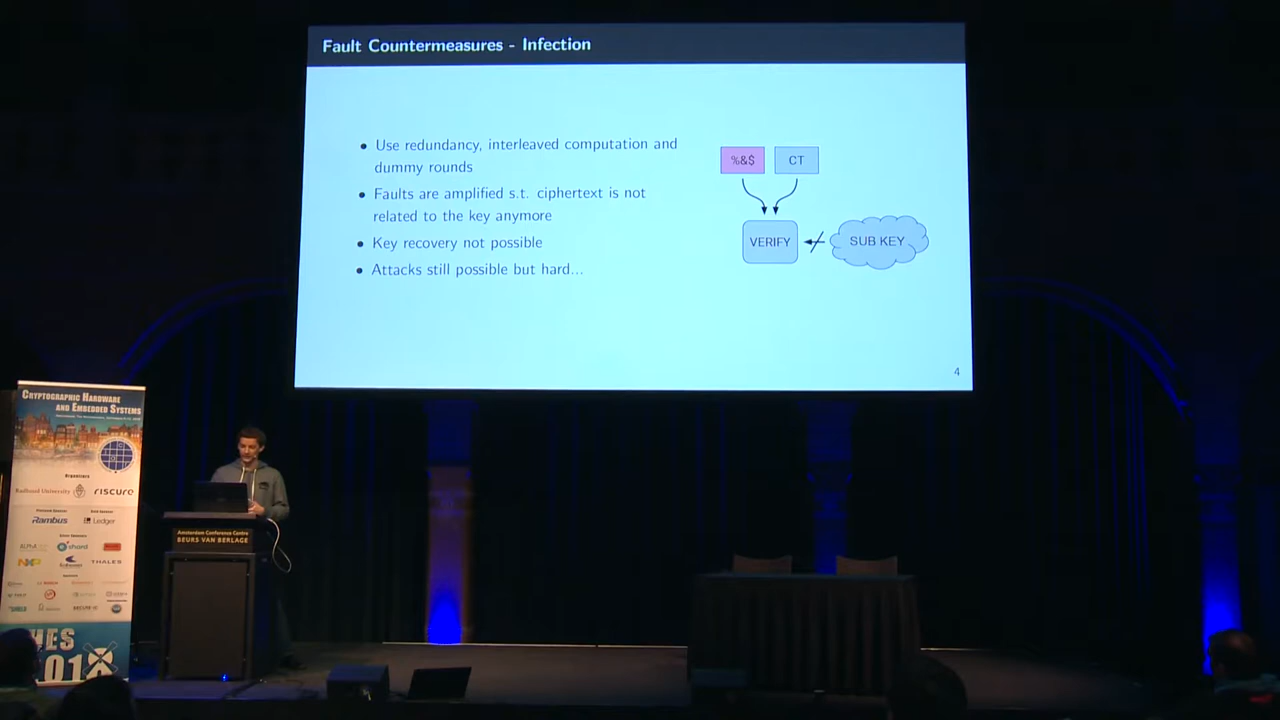 Fault Countermeasures - Infection
• Use redundancy, interleaved computation and
dummy rounds
• Faults are amplified s.t. ciphertext is not
related to the key anymore
• Key recovery not possible
• Attacks still possible but hard...
%&$
CT
VERIFY
SUB KEY
4
CRYPTOGRAPHIC HARDWARE
AND EMBEDDED SYSTEMS
Organizers
Radboud University
riscure
Rambus
Ledger
THALES
NXP
Amsterdam Conference Centre
BEURS VAN BERLAGE